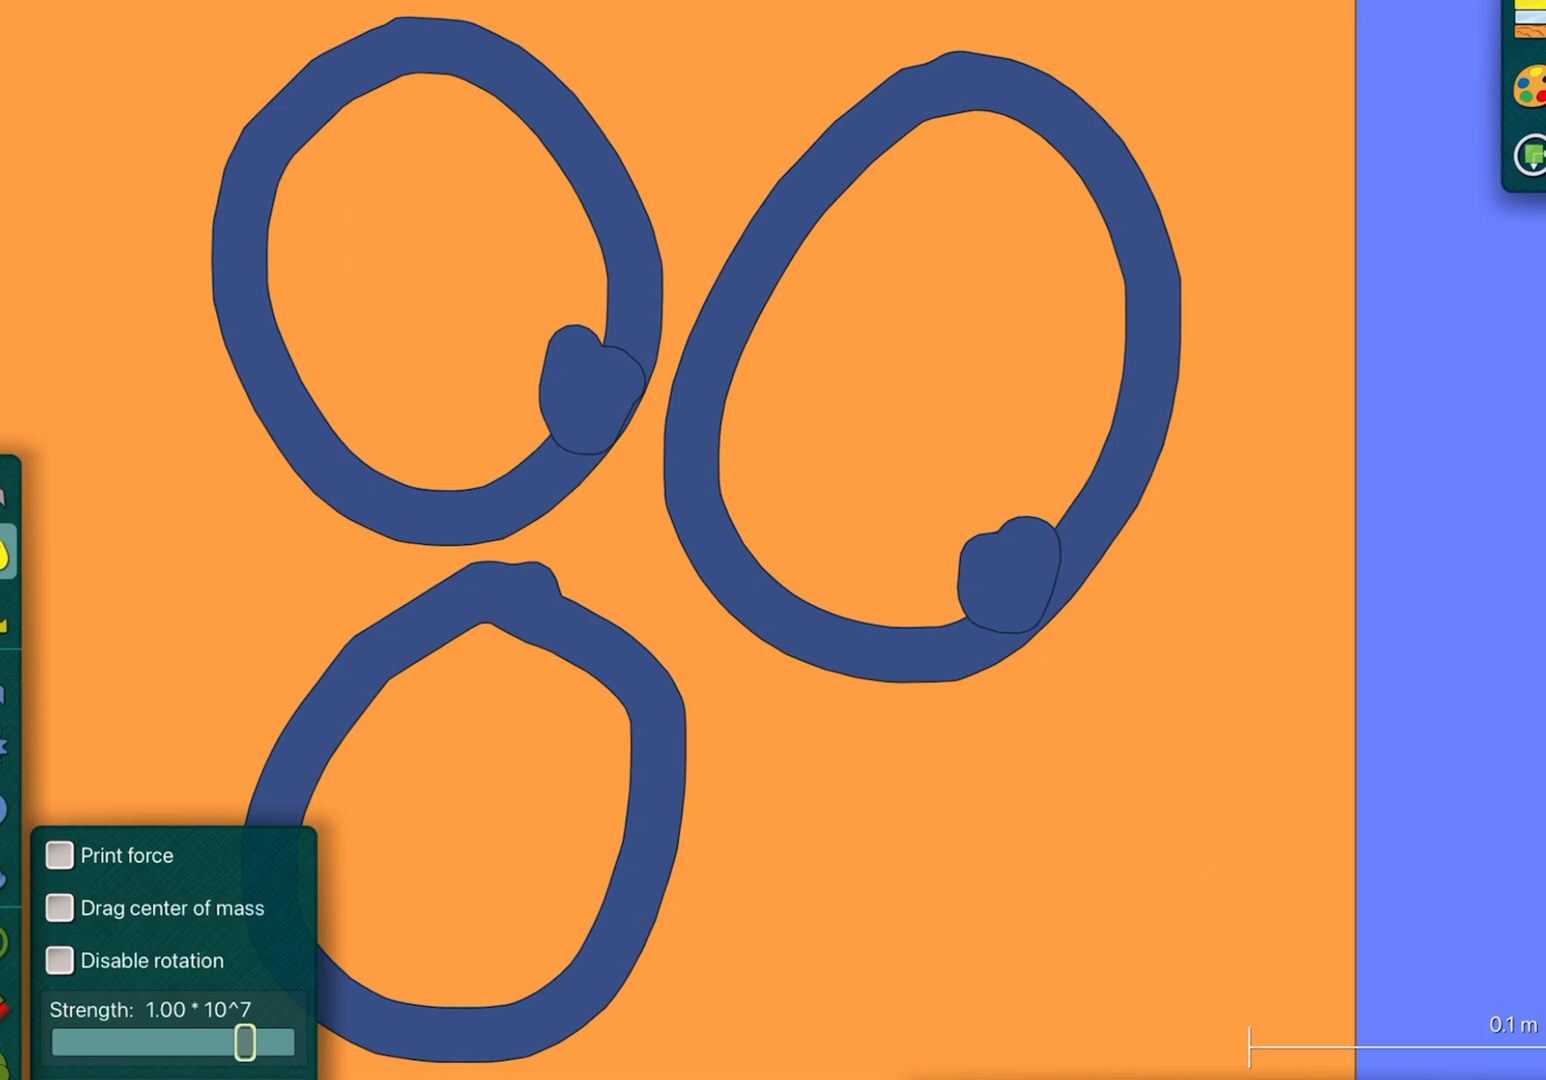 Print force
Drag center of mass
Disable rotation
Strength: 1.00 * 10^7
0.1 m